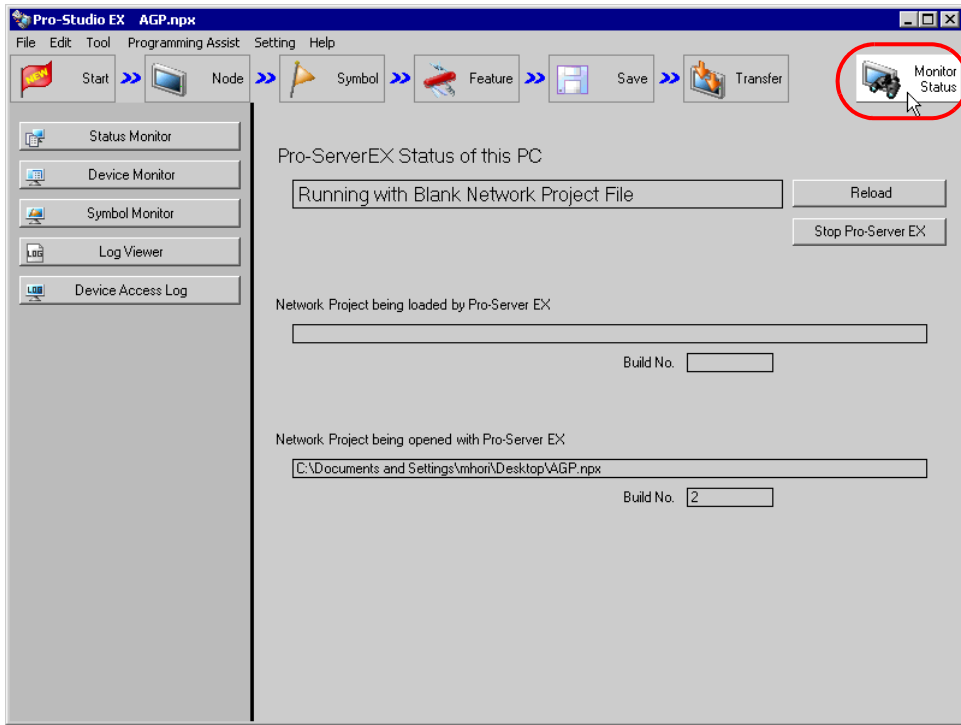 Pro-Studio EX AGP.npx
File Edit Tool Programming Assist Setting Help
NEW Start Node Symbol Feature Save Transfer Monitor Status
Status Monitor
Device Monitor
Symbol Monitor
LOG Log Viewer
LOG Device Access Log
Pro-ServerEX Status of this PC
Running with Blank Network Project File
Reload
Stop Pro-Server EX
Network Project being loaded by Pro-Server EX
Build No.
Network Project being opened with Pro-Server EX
C:\Documents and Settings\mhori\Desktop\AGP.npx
Build No. 2